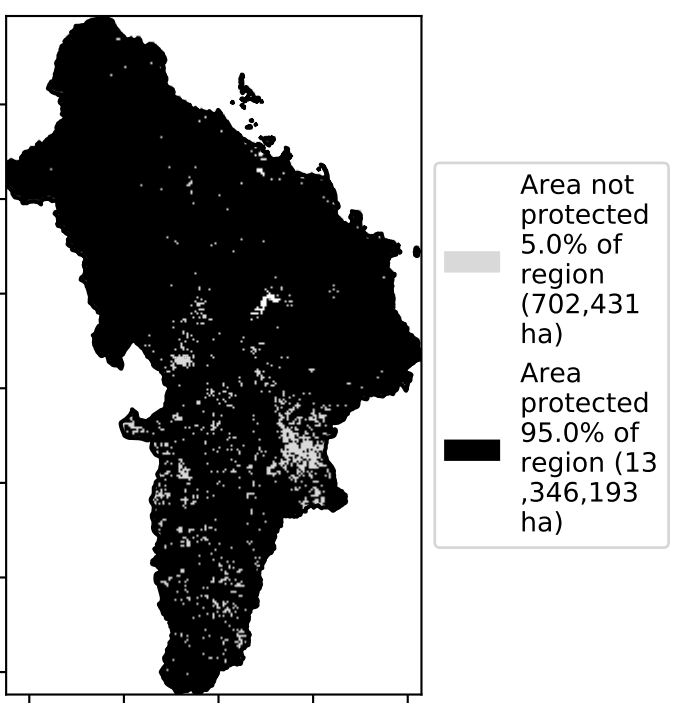 Area not
protected
5.0% of
region
(702,431
ha)
Area
protected
95.0% of
region (13
,346,193
ha)